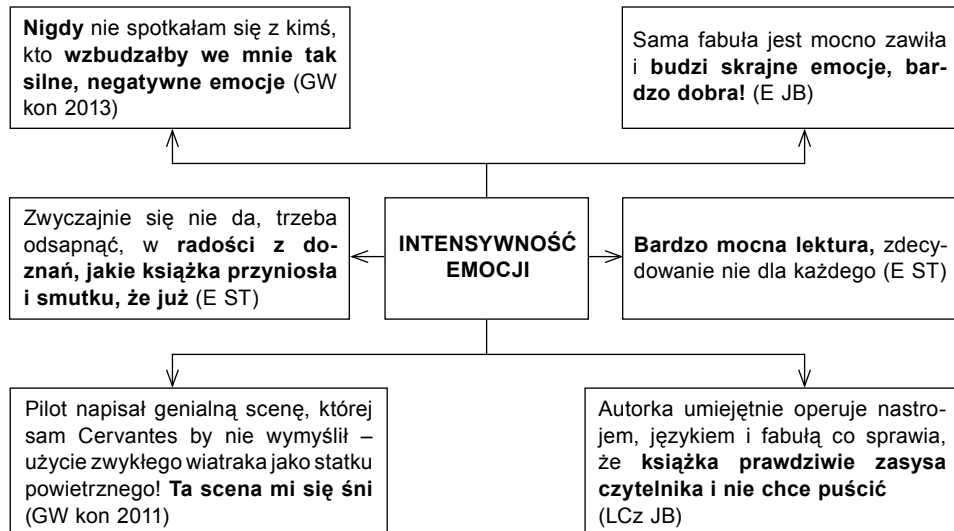 Nigdy nie spotkałam się z kimś,
kto wzbudzałby we mnie tak
silne, negatywne emocje (GW
kon 2013)
Sama fabuła jest mocno zawiła
i budzi skrajne emocje, bar-
dzo dobra! (E JB)
Zwyczajnie się nie da, trzeba
odsapnąć, w radości z do-
znań, jakie książka przyniosła
i smutku, że już (E ST)
INTENSYWNOŚĆ
EMOCJI
Bardzo mocna lektura, zdecy-
dowanie nie dla każdego (E ST)
Pilot napisał genialną scenę, której
sam Cervantes by nie wymyślił –
użycie zwykłego wiatraka jako statku
powietrznego! Ta scena mi się śni
(GW kon 2011)
Autorka umiejętnie operuje nastro-
jem, językiem i fabułą co sprawia,
że książka prawdziwie zasysa
czytelnika i nie chce puścić
(LCz JB)